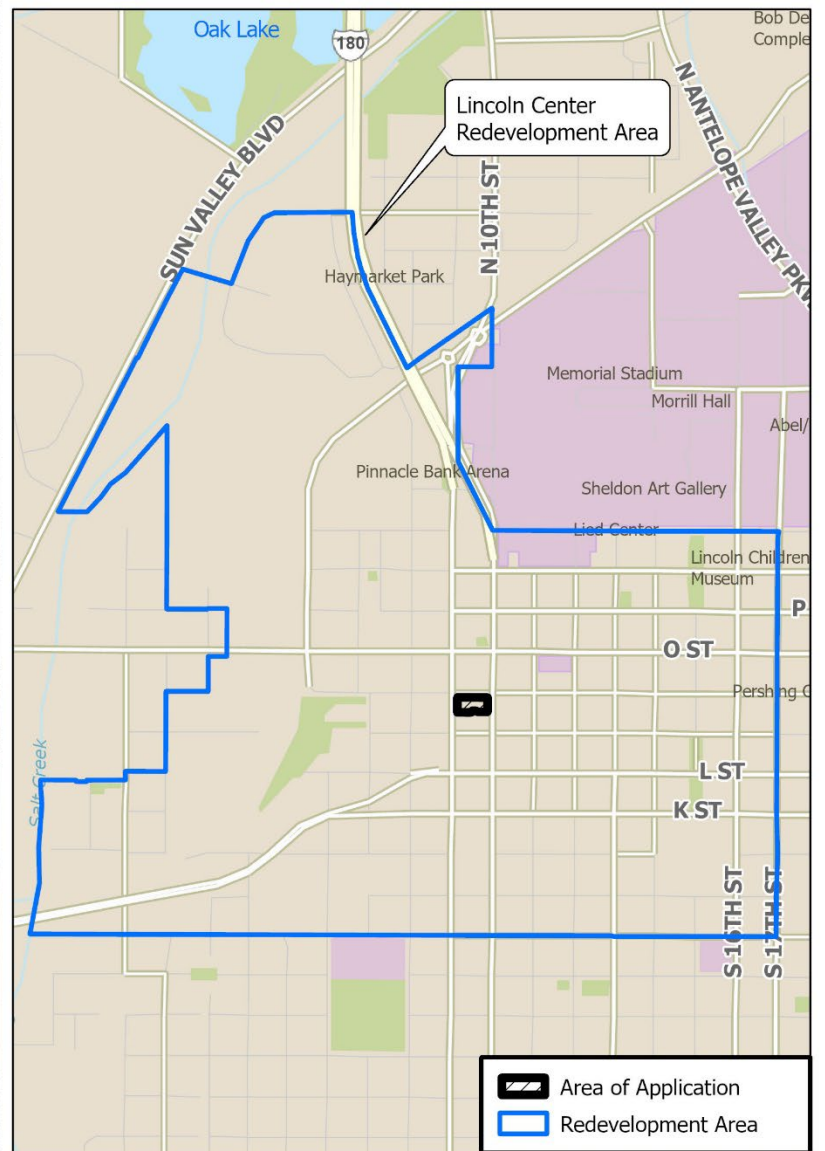 Oak Lake
180
Bob De
Comple
Lincoln Center
Redevelopment Area
N ANTELOPE VALLEY PKW
SUN VALLEY BLVD
N 10TH ST
Haymarket Park
Memorial Stadium
Morrill Hall
Abel/
Pinnacle Bank Arena
Sheldon Art Gallery
Lied Center
Lincoln Children
Museum
P
O ST
Pershing C
L ST
Salt Creek
K ST
S 16TH ST
S 17TH ST
Area of Application
Redevelopment Area